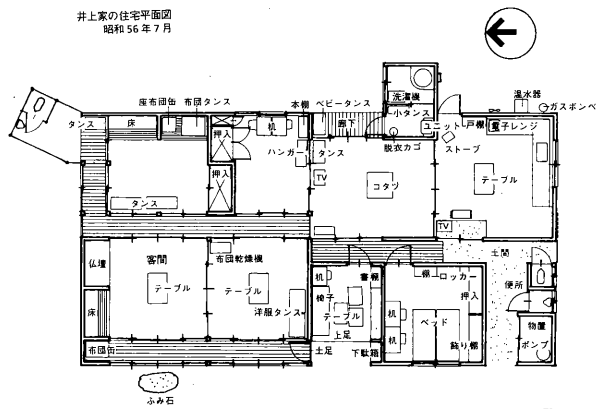 井上家の住宅平面図
昭和56年7月
洗濯機
温水器
ガスボンベ
座布団缶 布団タンス
本棚 ベビータンス
小タンス
タンス
床
机
廊下
ユニット
戸棚
電子レンジ
押入
ハンガー
タンス
脱衣カゴ
ストーブ
押入
TV
コタツ
テーブル
タンス
TV
土間
仏壇
客間
布団乾燥機
机
書棚
棚
ロッカー
便所
テーブル
テーブル
椅子
押入
床
洋服タンス
テーブル
机
ベッド
物置
上足
机
飾り棚
ポンプ
布団缶
土足
下駄箱
ふみ石